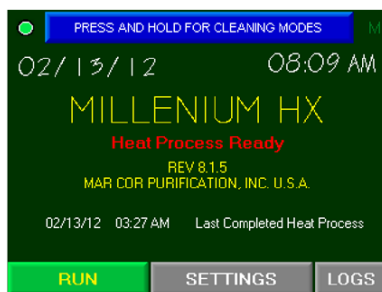 PRESS AND HOLD FOR CLEANING MODES
02/13/12 08:09 AM
MILLENIUM HX
Heat Process Ready
REV 8.1.5
MAR COR PURIFICATION, INC. U.S.A.
02/13/12 03:27 AM Last Completed Heat Process
RUN SETTINGS LOGS